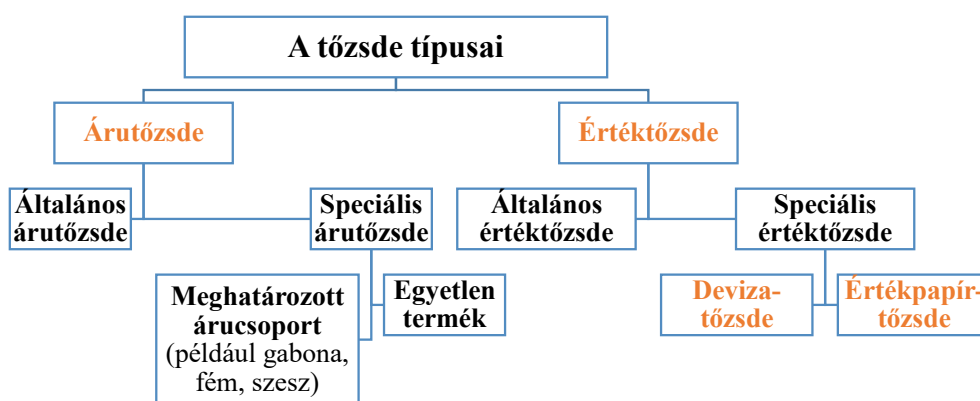 A tőzsde típusai
Árutőzsde
Értéktőzsde
Általános
árutőzsde
Speciális
árutőzsde
Általános
értéktőzsde
Speciális
értéktőzsde
Meghatározott
árucsoport
(például gabona,
fém, szesz)
Egyetlen
termék
Deviza-
tőzsde
Értékpapír-
tőzsde